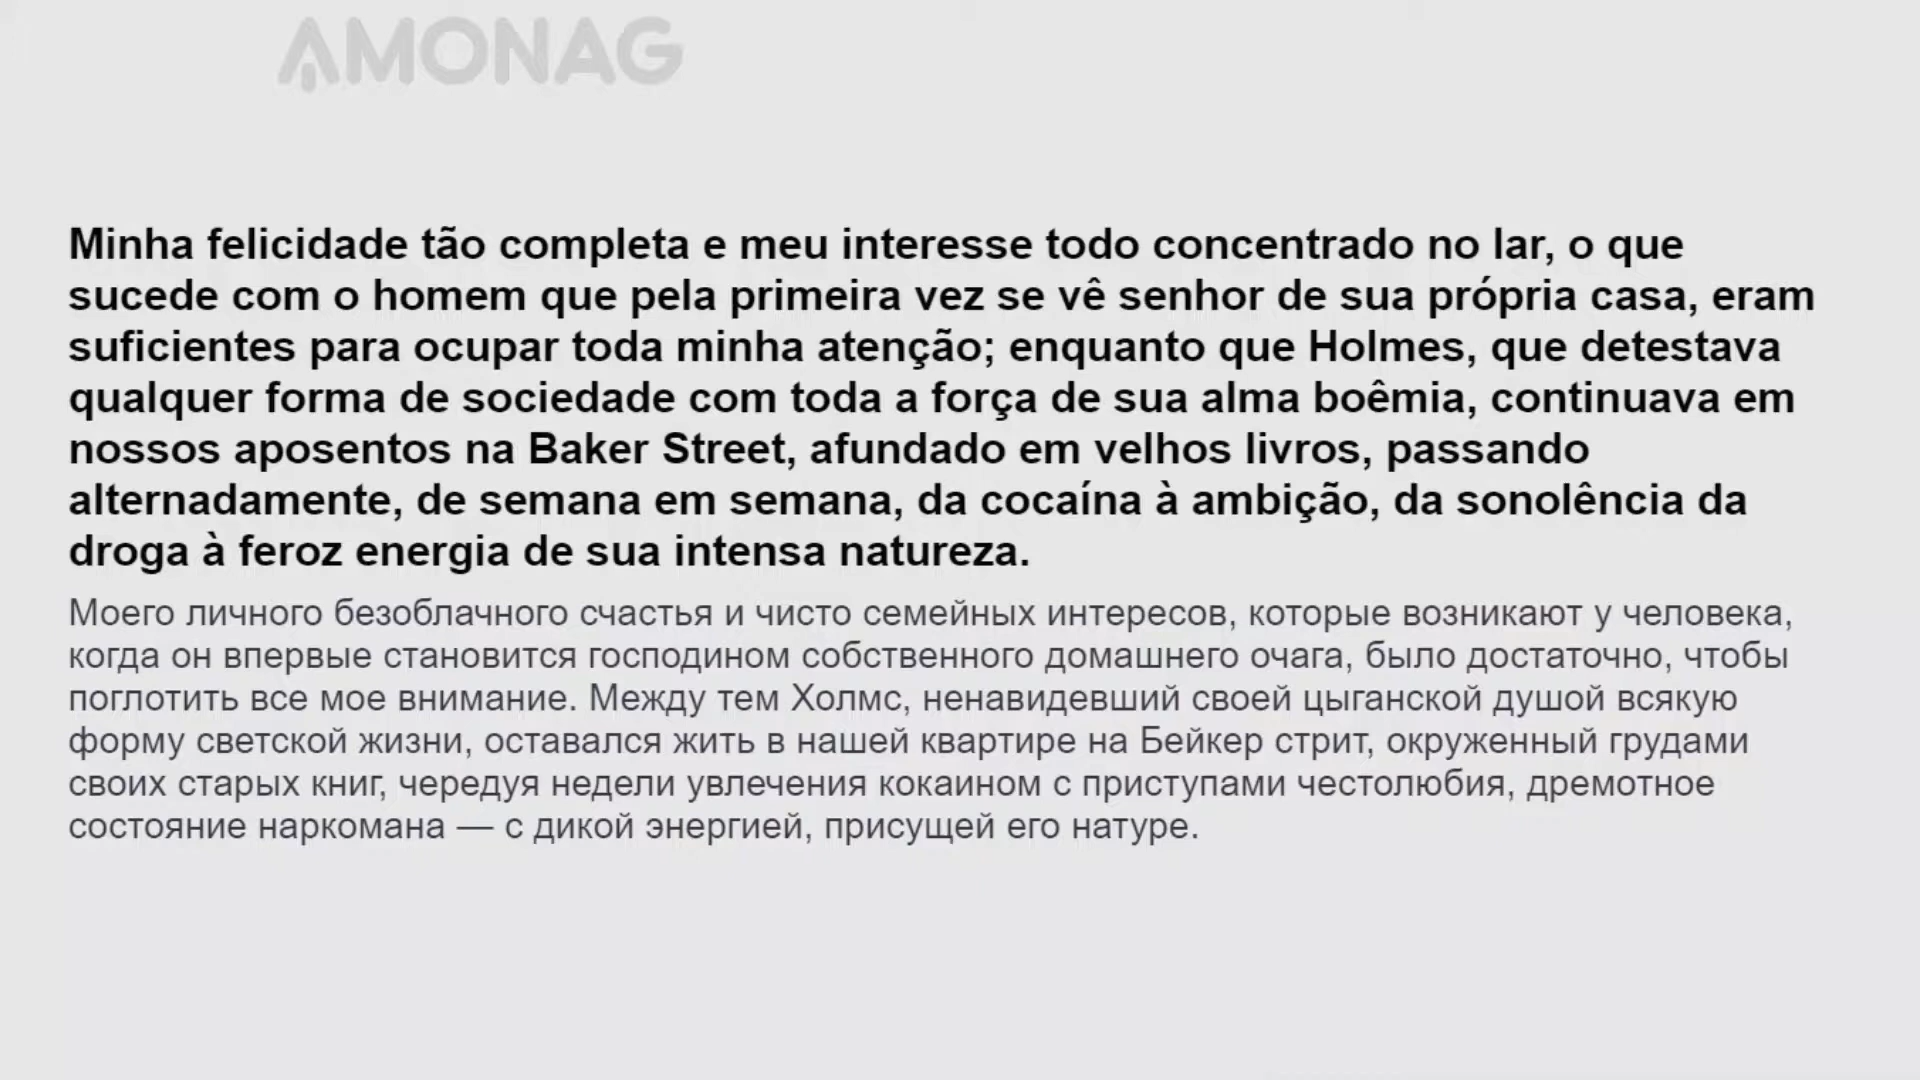 AMONAG
Minha felicidade tão completa e meu interesse todo concentrado no lar, o que
sucede com o homem que pela primeira vez se vê senhor de sua própria casa, eram
suficientes para ocupar toda minha atenção; enquanto que Holmes, que detestava
qualquer forma de sociedade com toda a força de sua alma boêmia, continuava em
nossos aposentos na Baker Street, afundado em velhos livros, passando
alternadamente, de semana em semana, da cocaína à ambição, da sonolência da
droga à feroz energia de sua intensa natureza.
Моего личного безоблачного счастья и чисто семейных интересов, которые возникают у человека,
когда он впервые становится господином собственного домашнего очага, было достаточно, чтобы
поглотить все мое внимание. Между тем Холмс, ненавидевший своей цыганской душой всякую
форму светской жизни, оставался жить в нашей квартире на Бейкер стрит, окруженный грудами
своих старых книг, чередуя недели увлечения кокаином с приступами честолюбия, дремотное
состояние наркомана — с дикой энергией, присущей его натуре.